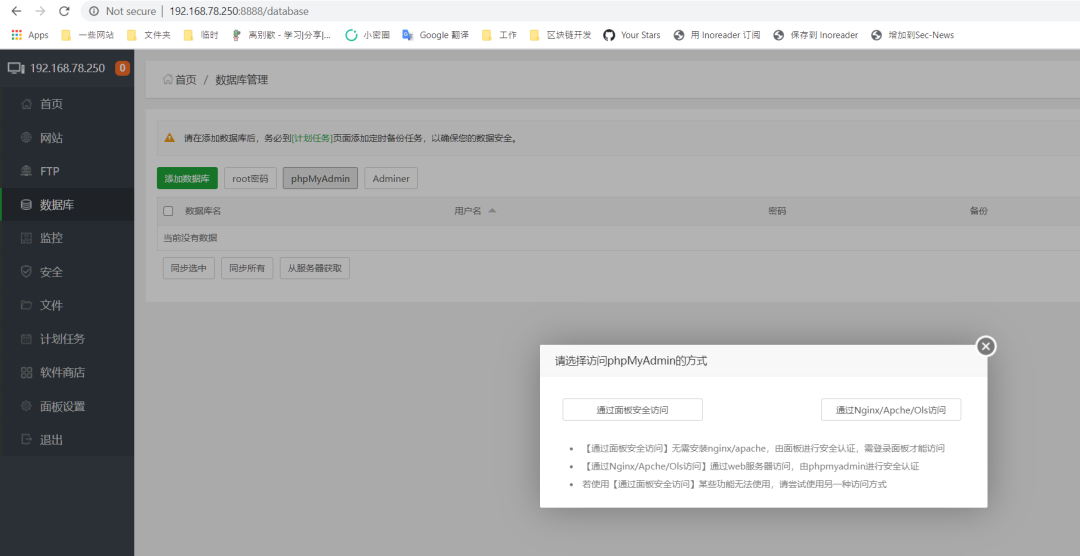 Not secure | 192.168.78.250:8888/database
Apps 一些网站 文件夹 临时 离别歌 - 学习|分享|... 小密圈 Google 翻译 工作 区块链开发 Your Stars 用 Inoreader 订阅 保存到 Inoreader 增加到Sec-News
192.168.78.250 0
首页 / 数据库管理
首页
网站
FTP
数据库
监控
安全
文件
计划任务
软件商店
面板设置
退出
请在添加数据库后，务必到[计划任务]页面添加定时备份任务，以确保您的数据安全。
添加数据库 root密码 phpMyAdmin Adminer
数据库名 用户名 密码 备份
当前没有数据
同步选中 同步所有 从服务器获取
请选择访问phpMyAdmin的方式
通过面板安全访问 通过Nginx/Apche/Ols访问
【通过面板安全访问】无需安装nginx/apache，由面板进行安全认证，需登录面板才能访问
【通过Nginx/Apche/Ols访问】通过web服务器访问，由phpmyadmin进行安全认证
若使用【通过面板安全访问】某些功能无法使用，请尝试使用另一种访问方式